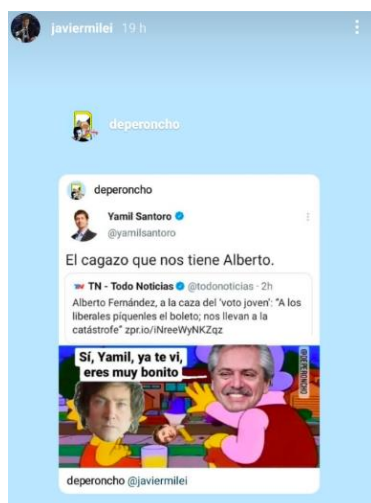 javiermilei 19 h
deperoncho
deperoncho
Yamil Santoro
@yamilsantoro
El cagazo que nos tiene Alberto.
TN - Todo Noticias @todonoticias · 2h
Alberto Fernández, a la caza del 'voto joven': "A los
liberales píquenles el boleto; nos llevan a la
catástrofe" zpr.io/iNreeWyNKZqz
Sí, Yamil, ya te vi,
eres muy bonito
@DEPERONCHO
deperoncho @javiermilei